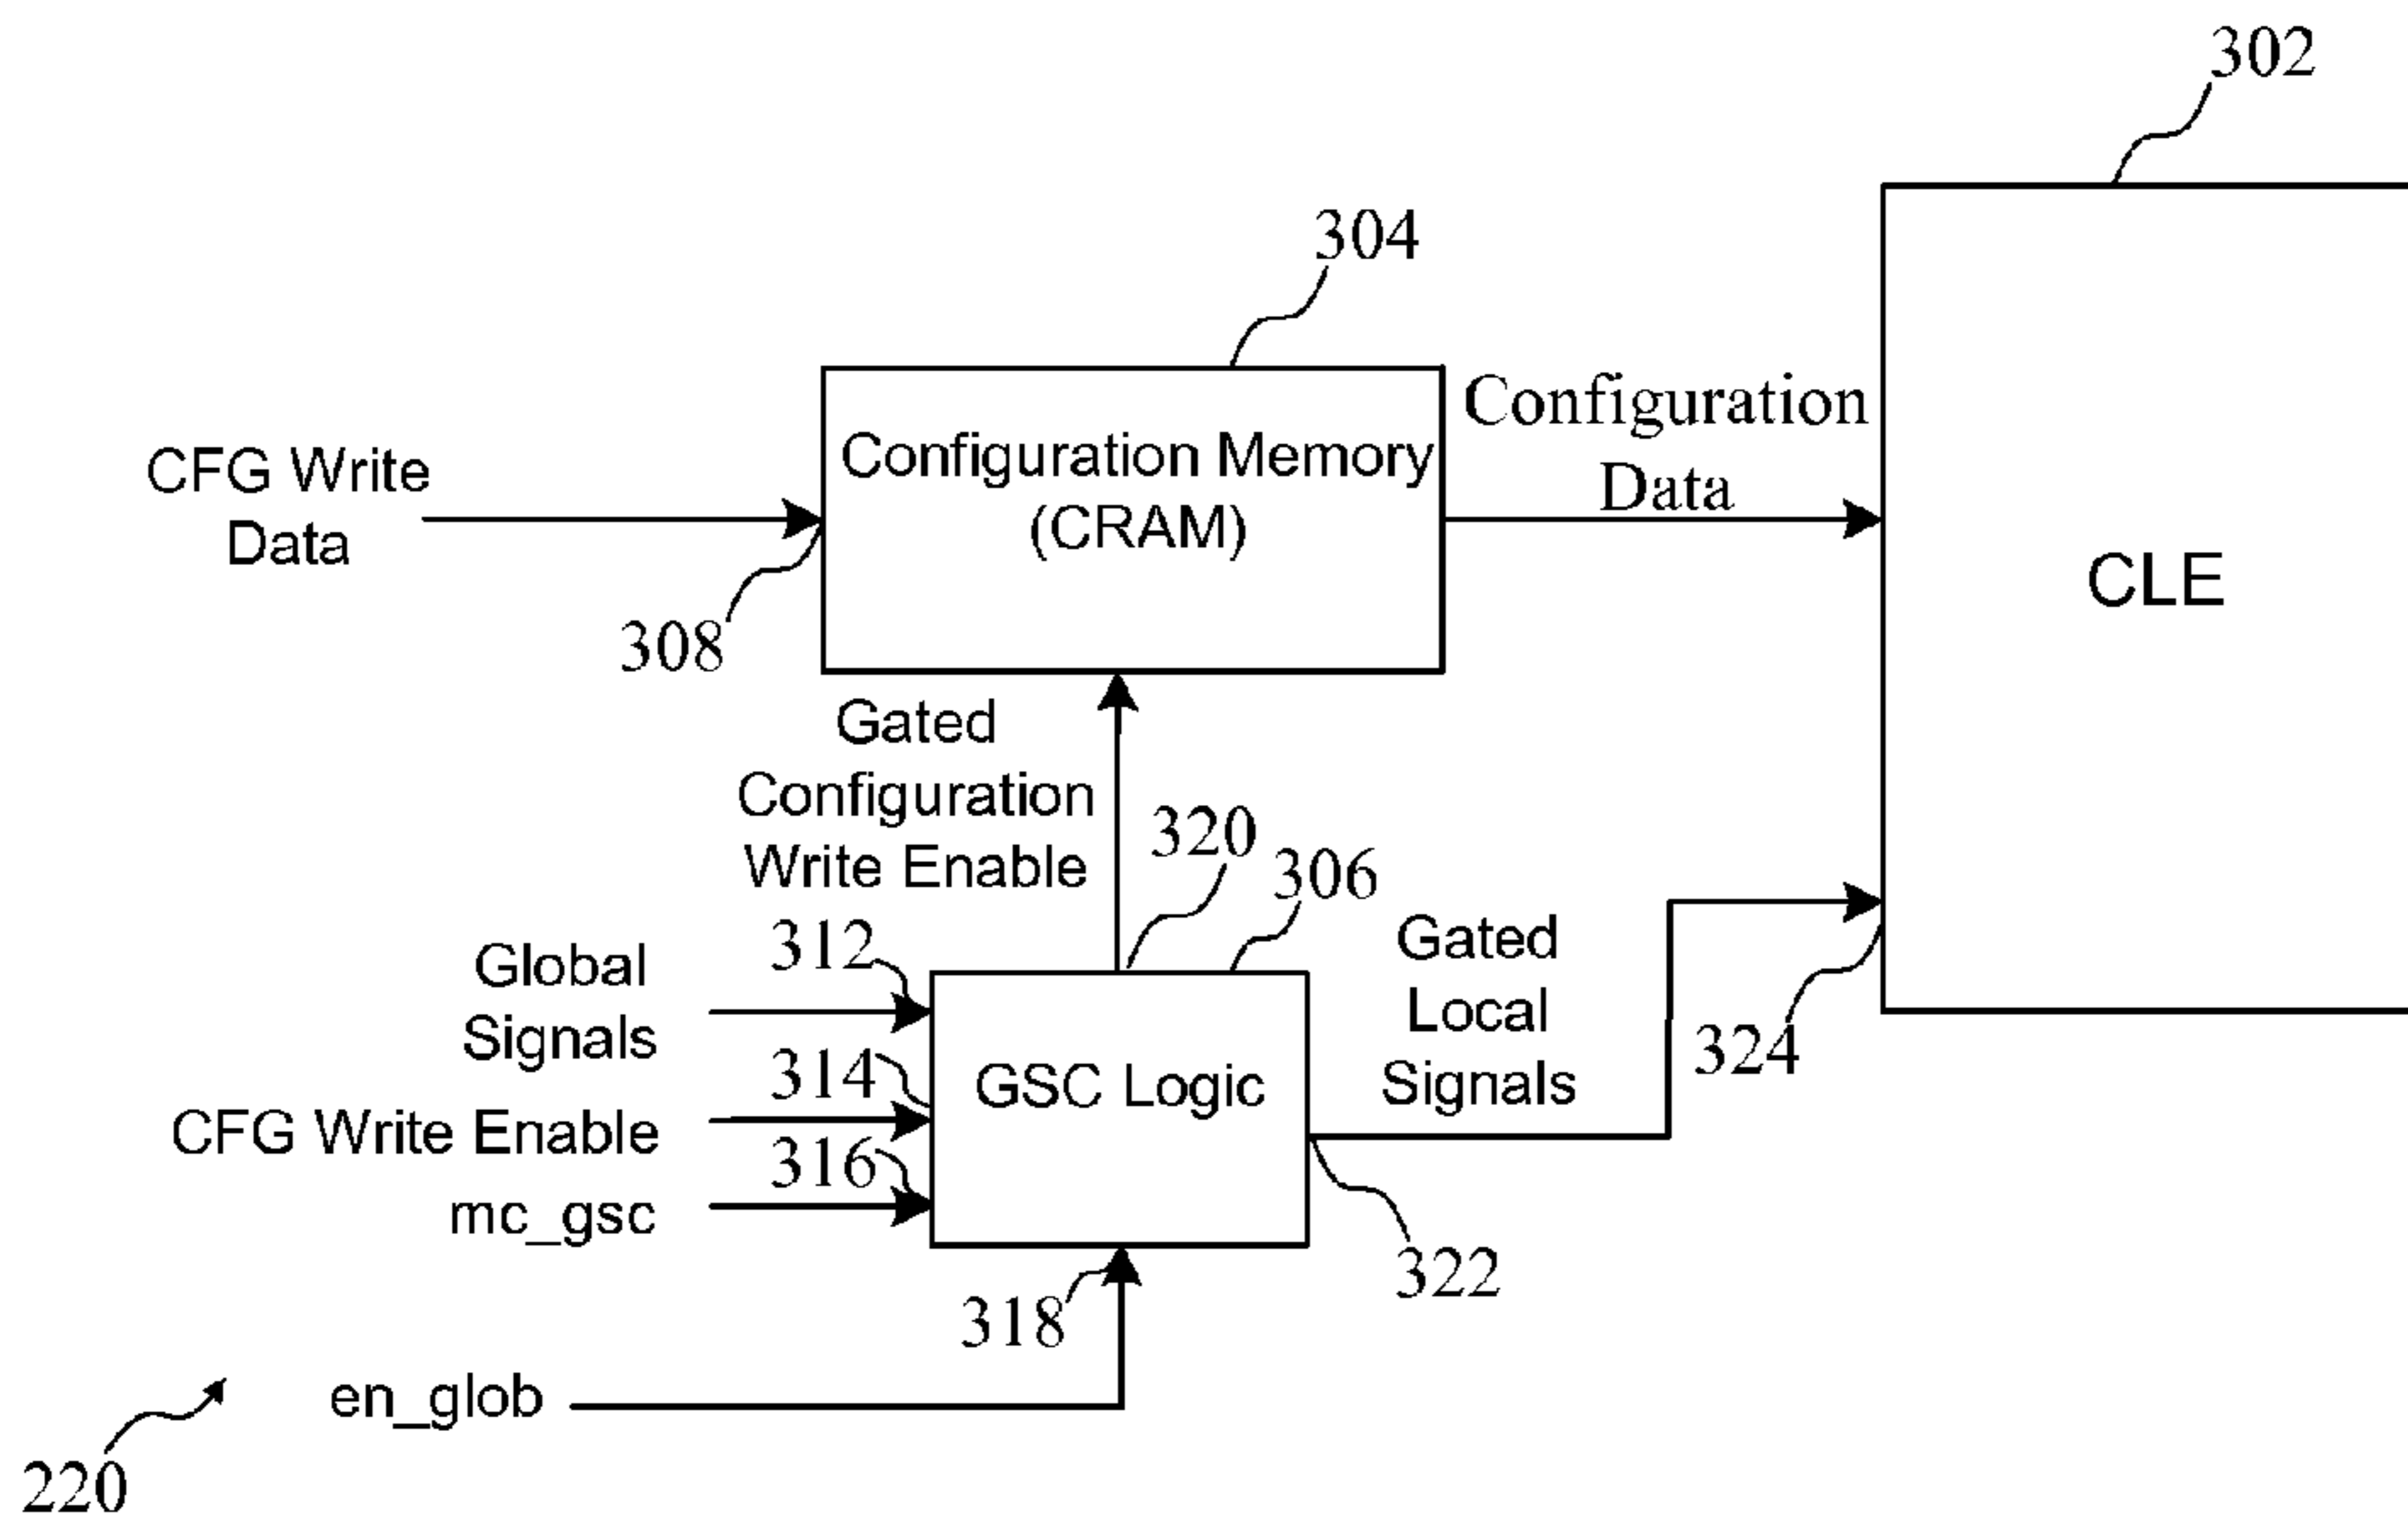 302
304
Configuration
Data
CFG Write
Data
Configuration Memory
(CRAM)
CLE
308
Gated
Configuration
Write Enable
320
306
312
Global
Signals
Gated
Local
Signals
324
314
GSC Logic
CFG Write Enable
316
mc_gsc
322
318
en_glob
220